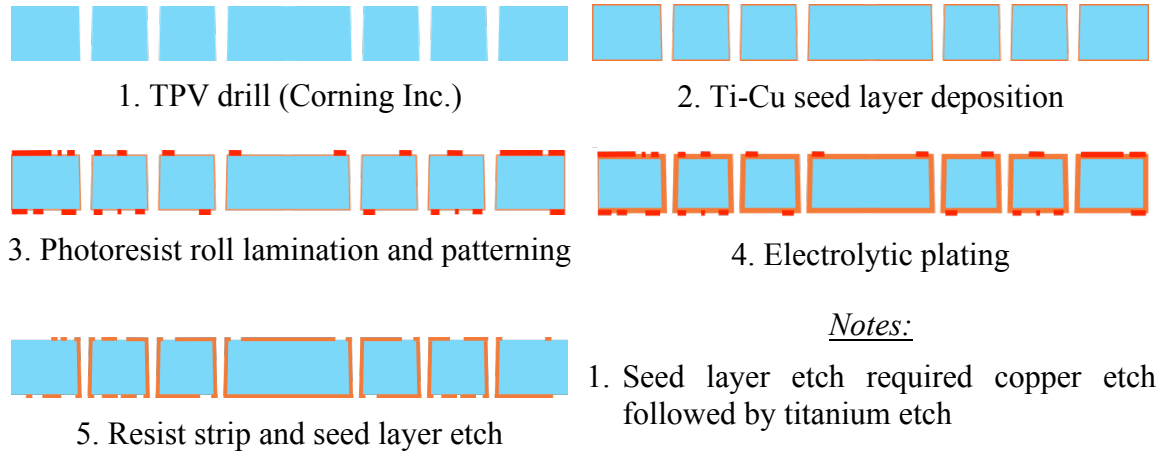 1. TPV drill (Corning Inc.)
2. Ti-Cu seed layer deposition
3. Photoresist roll lamination and patterning
4. Electrolytic plating
5. Resist strip and seed layer etch
Notes:
1. Seed layer etch required copper etch
followed by titanium etch